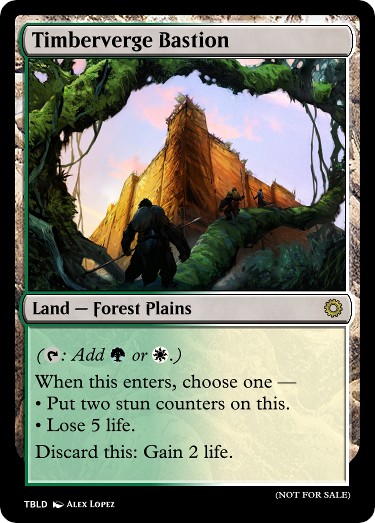 Timberverge Bastion
Land — Forest Plains
(: Add or .)
When this enters, choose one —
• Put two stun counters on this.
• Lose 5 life.
Discard this: Gain 2 life.
TBLD Alex Lopez
(NOT FOR SALE)